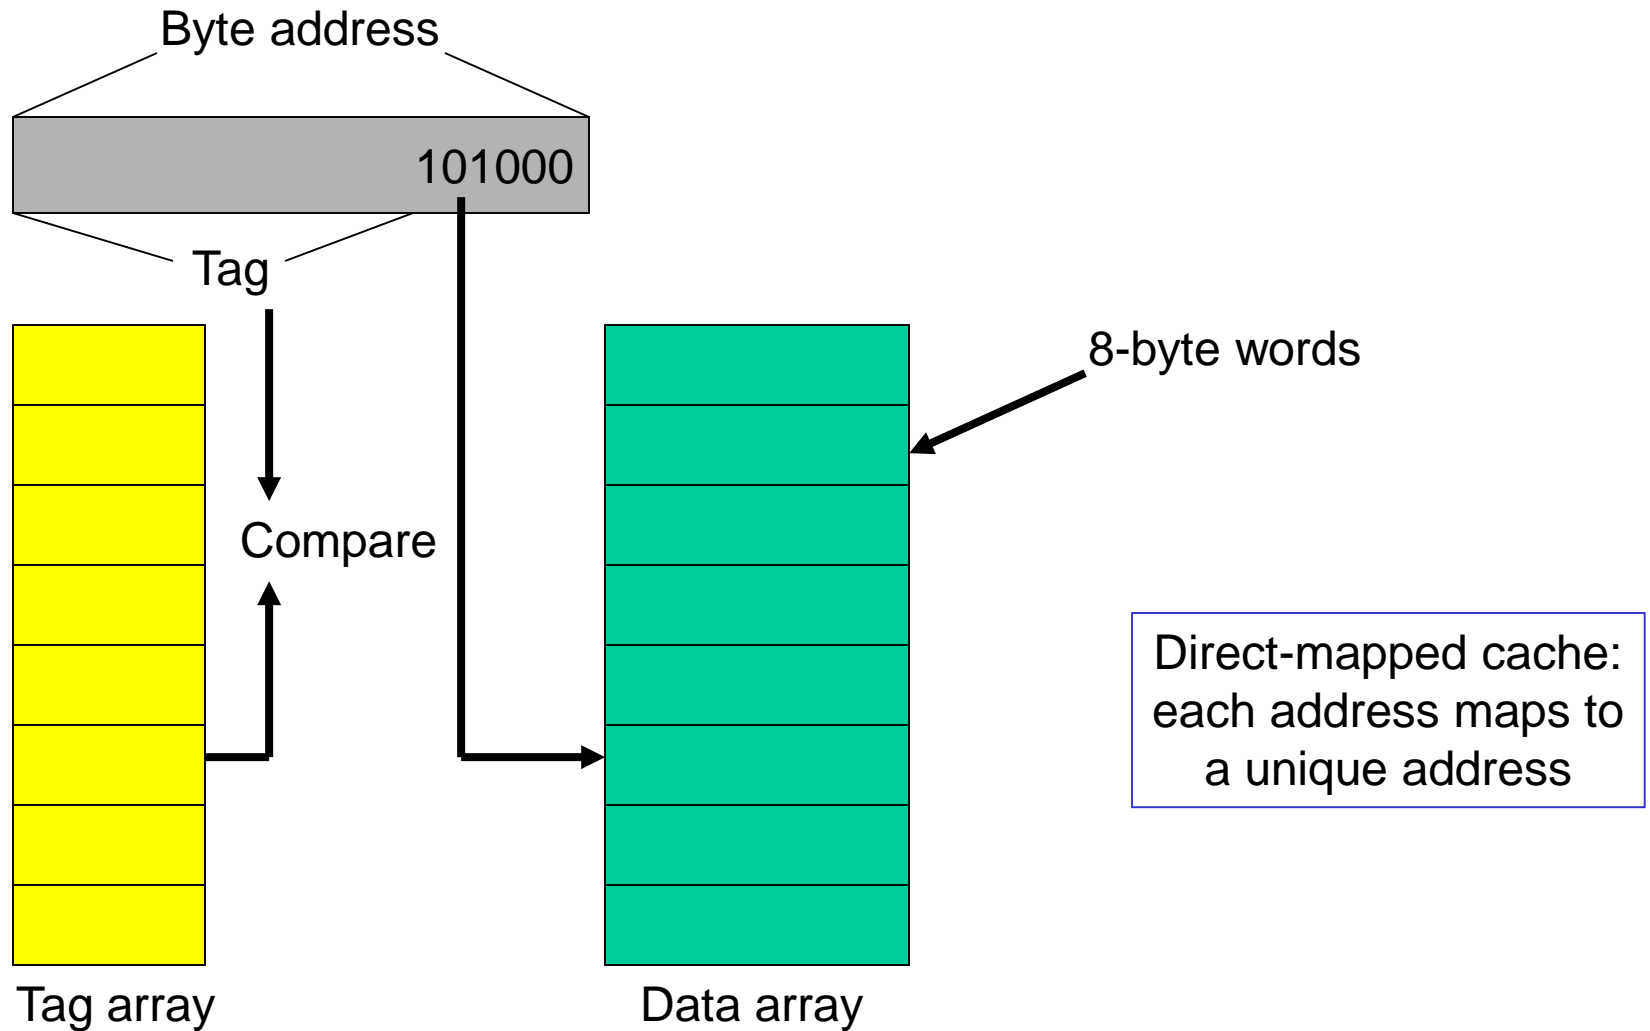 Byte address
101000
Tag
8-byte words
Compare
Direct-mapped cache:
each address maps to
a unique address
Tag array
Data array